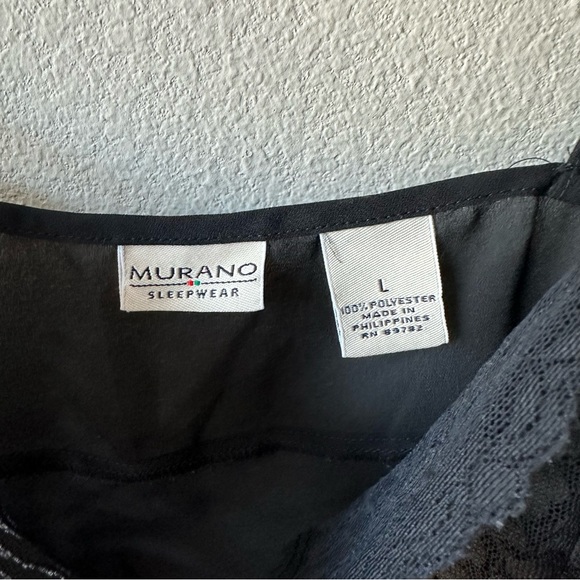 MURANO
SLEEPWEAR
L
100% POLYESTER
MADE IN
PHILIPPINES
RN 89782